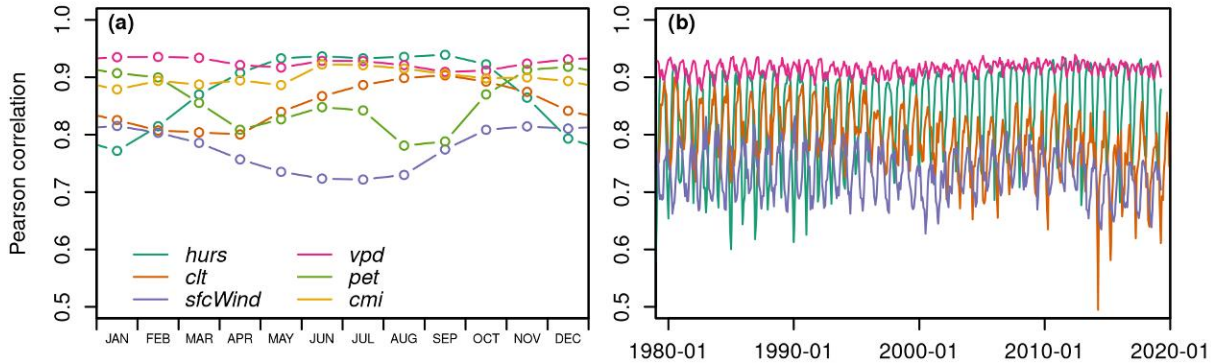 (a)
Pearson correlation
1.0
0.9
0.8
0.7
0.6
0.5
hurs
clt
sfcWind
vpd
pet
cmi
JAN FEB MAR APR MAY JUN JUL AUG SEP OCT NOV DEC
(b)
1.0
0.9
0.8
0.7
0.6
0.5
1980-01 1990-01 2000-01 2010-01 2020-01